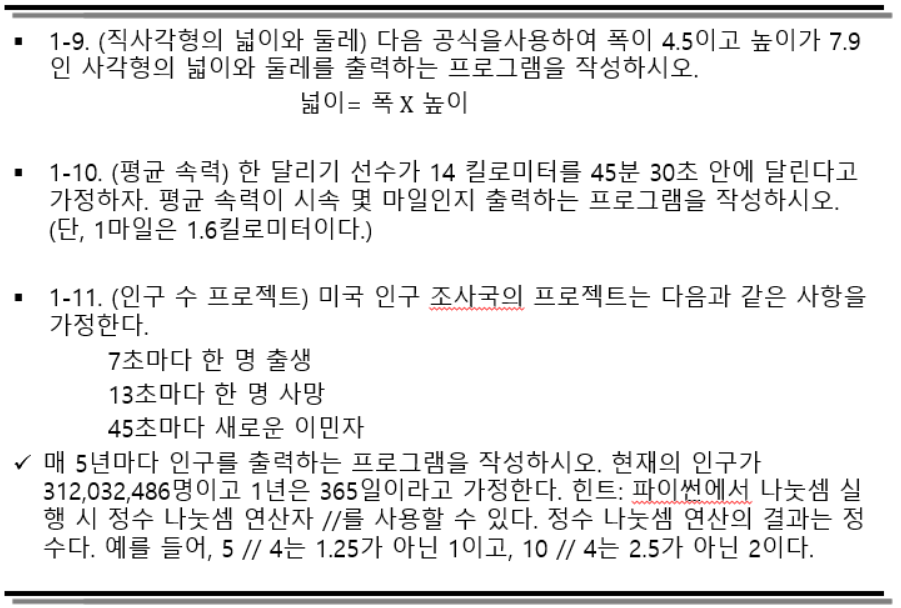 ▪ 1-9. (직사각형의 넓이와 둘레) 다음 공식을사용하여 폭이 4.5이고 높이가 7.9
인 사각형의 넓이와 둘레를 출력하는 프로그램을 작성하시오.
넓이= 폭 X 높이
▪ 1-10. (평균 속력) 한 달리기 선수가 14 킬로미터를 45분 30초 안에 달린다고
가정하자. 평균 속력이 시속 몇 마일인지 출력하는 프로그램을 작성하시오.
(단, 1마일은 1.6킬로미터이다.)
▪ 1-11. (인구 수 프로젝트) 미국 인구 조사국의 프로젝트는 다음과 같은 사항을
가정한다.
7초마다 한 명 출생
13초마다 한 명 사망
45초마다 새로운 이민자
✓ 매 5년마다 인구를 출력하는 프로그램을 작성하시오. 현재의 인구가
312,032,486명이고 1년은 365일이라고 가정한다. 힌트: 파이썬에서 나눗셈 실
행 시 정수 나눗셈 연산자 //를 사용할 수 있다. 정수 나눗셈 연산의 결과는 정
수다. 예를 들어, 5 // 4는 1.25가 아닌 1이고, 10 // 4는 2.5가 아닌 2이다.